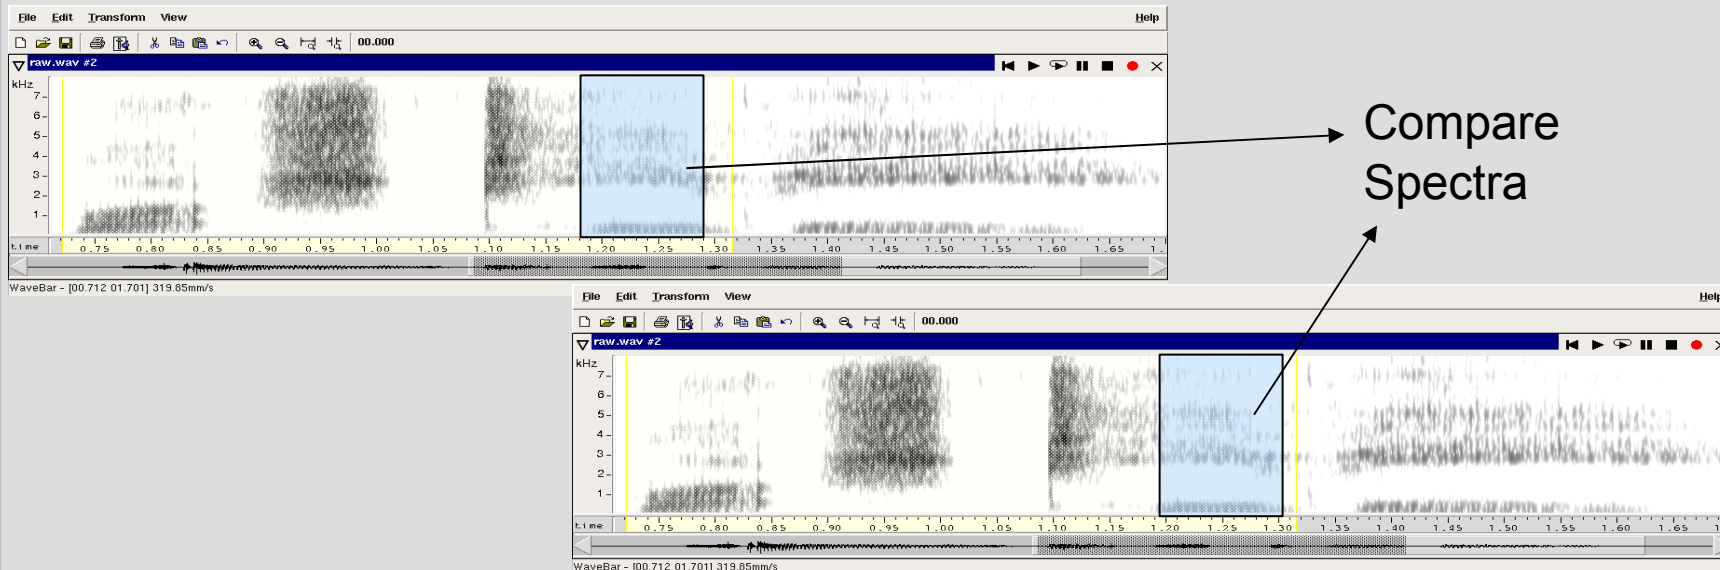 File Edit Transform View Help
00.000
raw.wav #2
kHz
7
6
5
4
3
2
1
time 0.75 0.80 0.85 0.90 0.95 1.00 1.05 1.10 1.15 1.20 1.25 1.30 1.35 1.40 1.45 1.50 1.55 1.60 1.65 1.
WaveBar - [00.712 01.701] 319.85mm/s
Compare
Spectra
File Edit Transform View Help
00.000
raw.wav #2
kHz
7
6
5
4
3
2
1
time 0.75 0.80 0.85 0.90 0.95 1.00 1.05 1.10 1.15 1.20 1.25 1.30 1.35 1.40 1.45 1.50 1.55 1.60 1.65
WaveBar - [00.712 01.701] 319.85mm/s